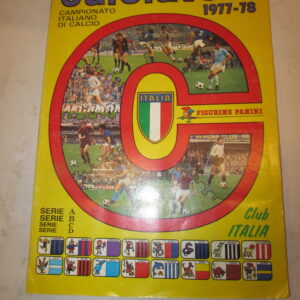 1977-78
CAMPIONATO
ITALIANO
DI CALCIO
ITALIA
FIGURINE PANINI
SERIE A
SERIE B
SERIE C
SERIE D
Club
ITALIA